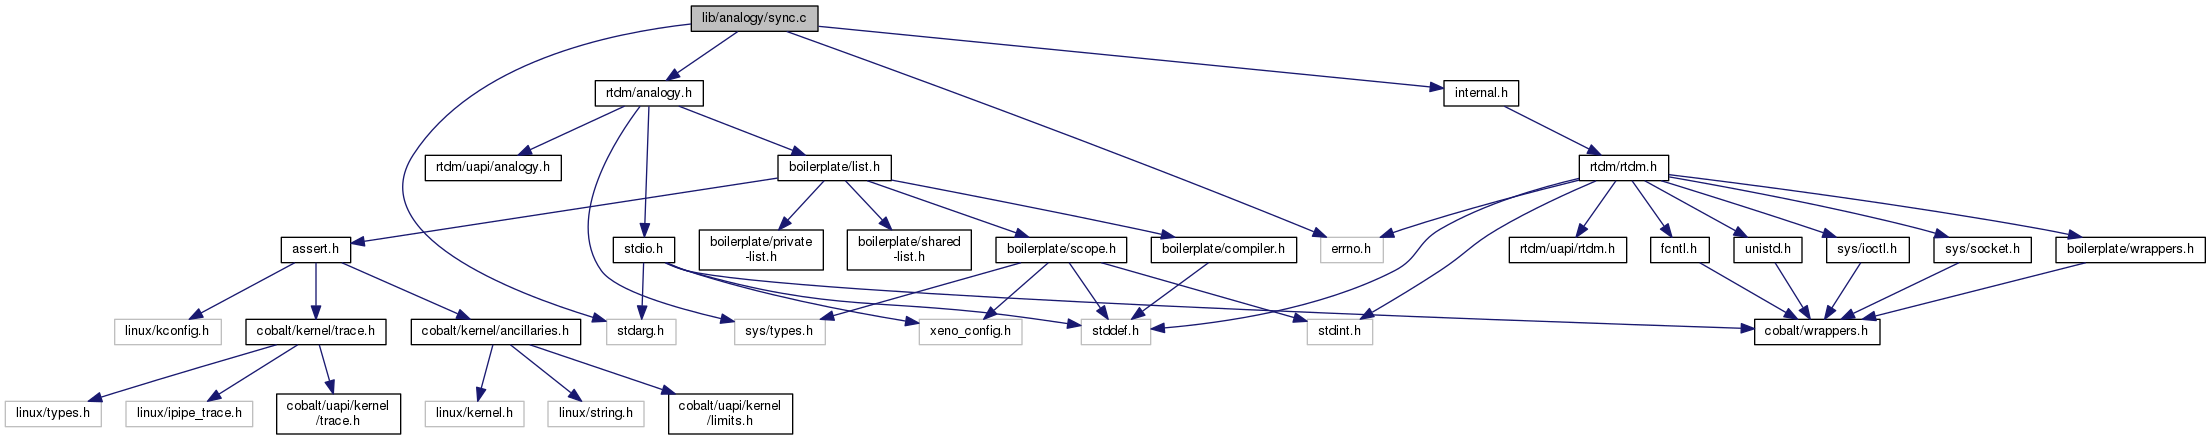 lib/analogy/sync.c
rtdm/analogy.h
internal.h
rtdm/uapi/analogy.h
boilerplate/list.h
rtdm/rtdm.h
assert.h
stdio.h
boilerplate/private
-list.h
boilerplate/shared
-list.h
boilerplate/scope.h
boilerplate/compiler.h
errno.h
rtdm/uapi/rtdm.h
fcntl.h
unistd.h
sys/ioctl.h
sys/socket.h
boilerplate/wrappers.h
linux/kconfig.h
cobalt/kernel/trace.h
cobalt/kernel/ancillaries.h
stdarg.h
sys/types.h
xeno_config.h
stddef.h
stdint.h
cobalt/wrappers.h
linux/types.h
linux/ipipe_trace.h
cobalt/uapi/kernel
/trace.h
linux/kernel.h
linux/string.h
cobalt/uapi/kernel
/limits.h